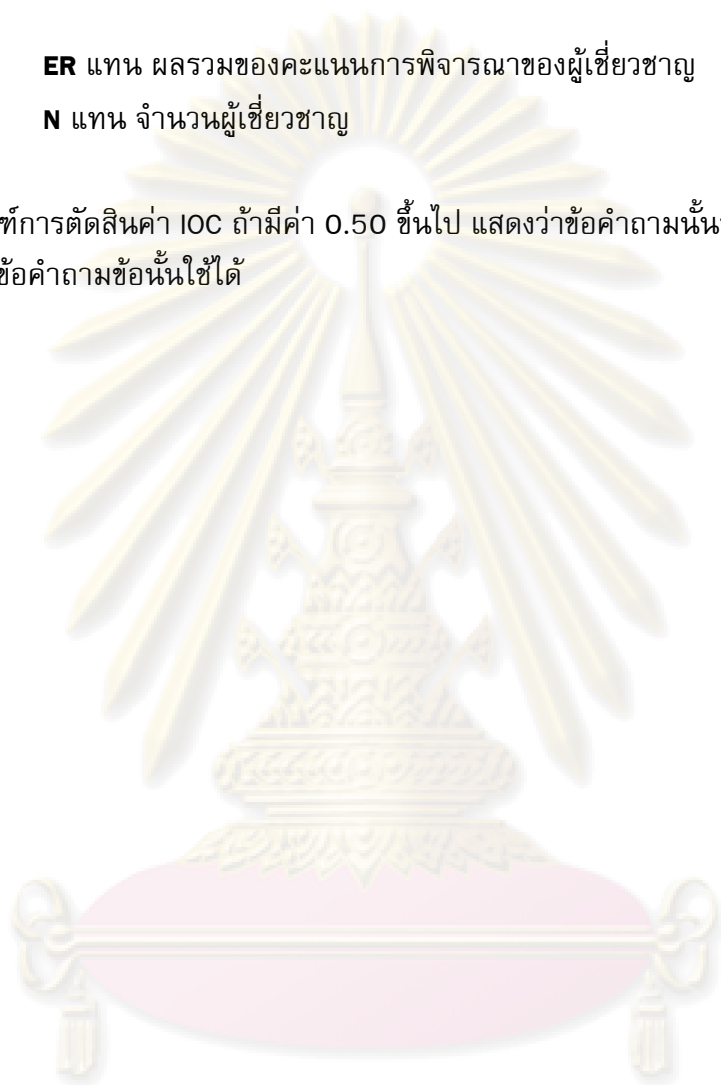 ER แทน ผลรวมของคะแนนการพิจารณาของผู้เชี่ยวชาญ
N แทน จำนวนผู้เชี่ยวชาญ
การตัดสินค่า IOC ถ้ามีค่า 0.50 ขึ้นไป แสดงว่าข้อคำถามนั้น
ข้อคำถามข้อนั้นใช้ได้